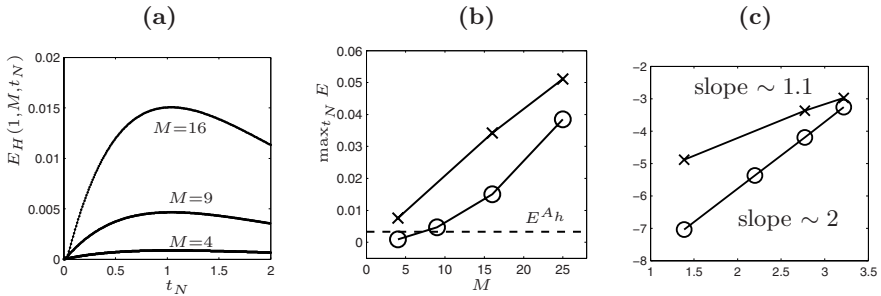 (a)
E_H(1,M,t_N)
0.02
0.015
0.01
0.005
0
M=16
M=9
M=4
0 0.5 1 1.5 2
t_N
(b)
max_{t_N} E
0.06
0.05
0.04
0.03
0.02
0.01
0
E^{A_h}
0 5 10 15 20 25
M
(c)
−2
−3
−4
−5
−6
−7
−8
slope ∼ 1.1
slope ∼ 2
1 1.5 2 2.5 3 3.5